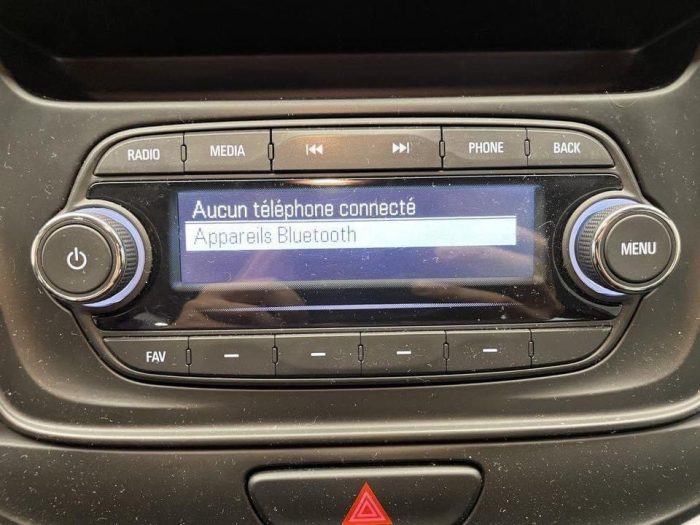 RADIO MEDIA PHONE BACK
Aucun téléphone connecté
Appareils Bluetooth
MENU
FAV